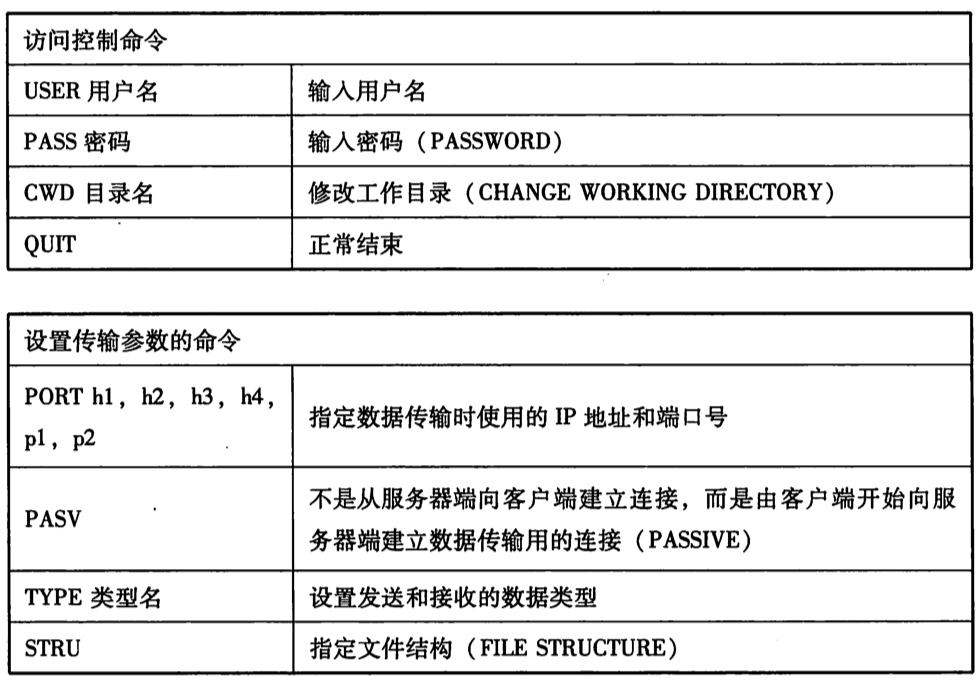 访问控制命令
USER 用户名
输入用户名
PASS 密码
输入密码（PASSWORD）
CWD 目录名
修改工作目录（CHANGE WORKING DIRECTORY）
QUIT
正常结束
设置传输参数的命令
PORT h1，h2，h3，h4，
p1，p2
指定数据传输时使用的 IP 地址和端口号
PASV
不是从服务器端向客户端建立连接，而是由客户端开始向服
务器端建立数据传输用的连接（PASSIVE）
TYPE 类型名
设置发送和接收的数据类型
STRU
指定文件结构（FILE STRUCTURE）